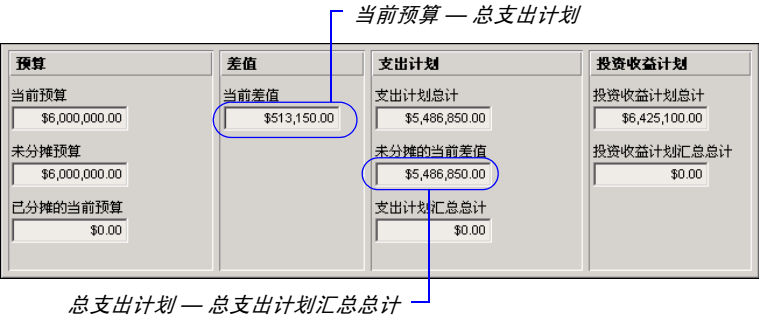 当前预算 — 总支出计划
预算
差值
支出计划
投资收益计划
当前预算
当前差值
支出计划总计
投资收益计划总计
$6,000,000.00
$513,150.00
$5,486,850.00
$6,425,100.00
未分摊预算
未分摊的当前差值
投资收益计划汇总总计
$6,000,000.00
$5,486,850.00
$0.00
已分摊的当前预算
支出计划汇总总计
$0.00
$0.00
总支出计划 — 总支出计划汇总总计